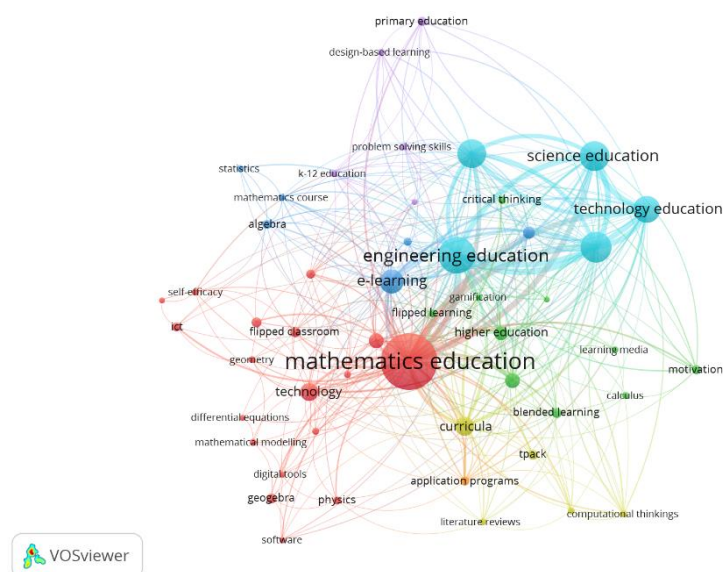 primary education
design-based learning
problem solving skills
science education
statistics
k-12 education
mathematics course
critical thinking
technology education
algebra
engineering education
e-learning
self-efficacy
gamification
flipped learning
ict
flipped classroom
higher education
learning media
geometry
mathematics education
motivation
technology
calculus
differential equations
blended learning
curricula
mathematical modelling
tpack
digital tools
application programs
geogebra
physics
literature reviews
computational thinkings
software
VOSviewer